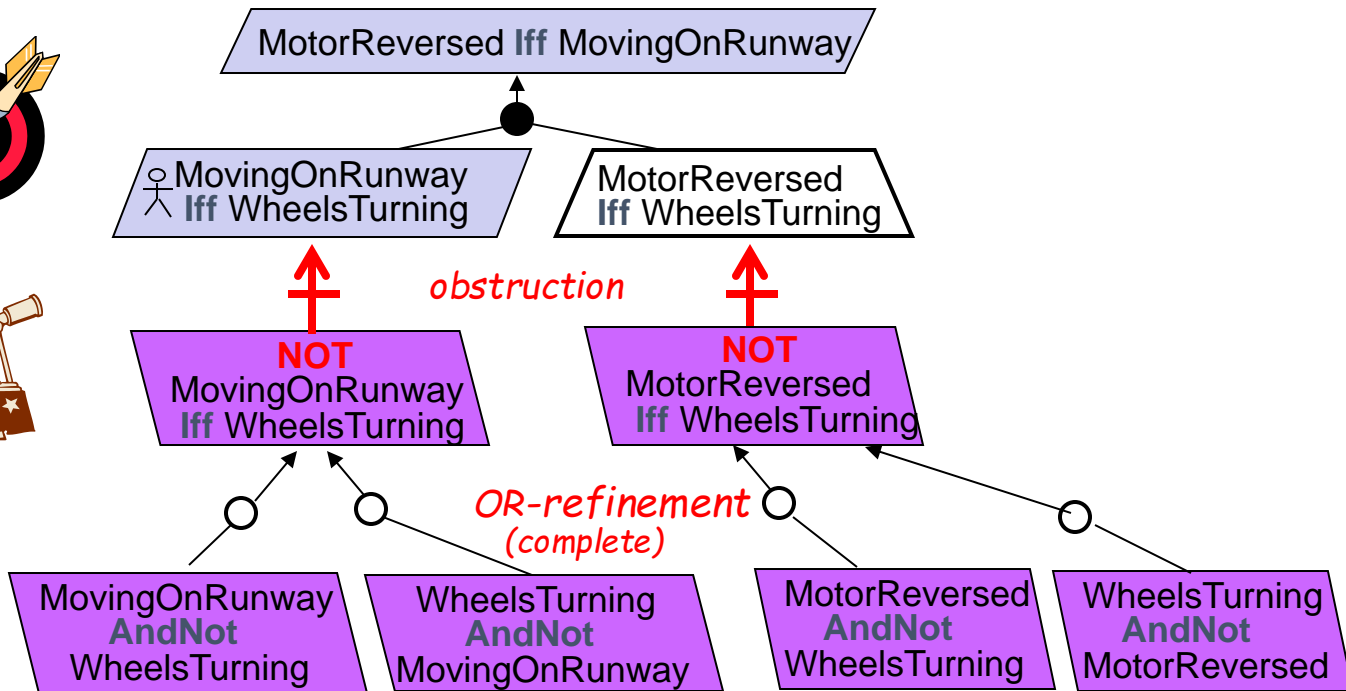 MotorReversed Iff MovingOnRunway
MovingOnRunway
Iff WheelsTurning
MotorReversed
Iff WheelsTurning
obstruction
NOT
MovingOnRunway
Iff WheelsTurning
NOT
MotorReversed
Iff WheelsTurning
OR-refinement
(complete)
MovingOnRunway
AndNot
WheelsTurning
WheelsTurning
AndNot
MovingOnRunway
MotorReversed
AndNot
WheelsTurning
WheelsTurning
AndNot
MotorReversed